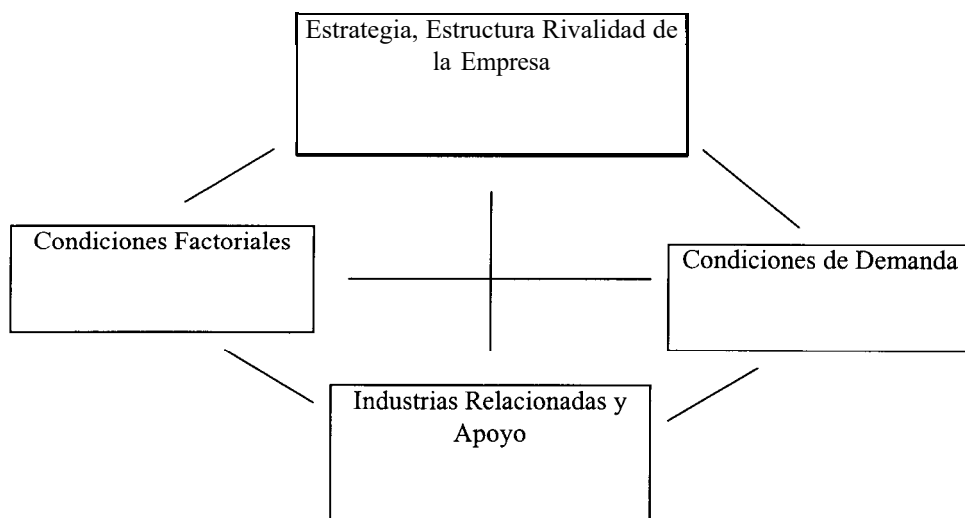 Estrategia, Estructura Rivalidad de
la Empresa
Condiciones Factoriales
Condiciones de Demanda
Industrias Relacionadas y
Apoyo